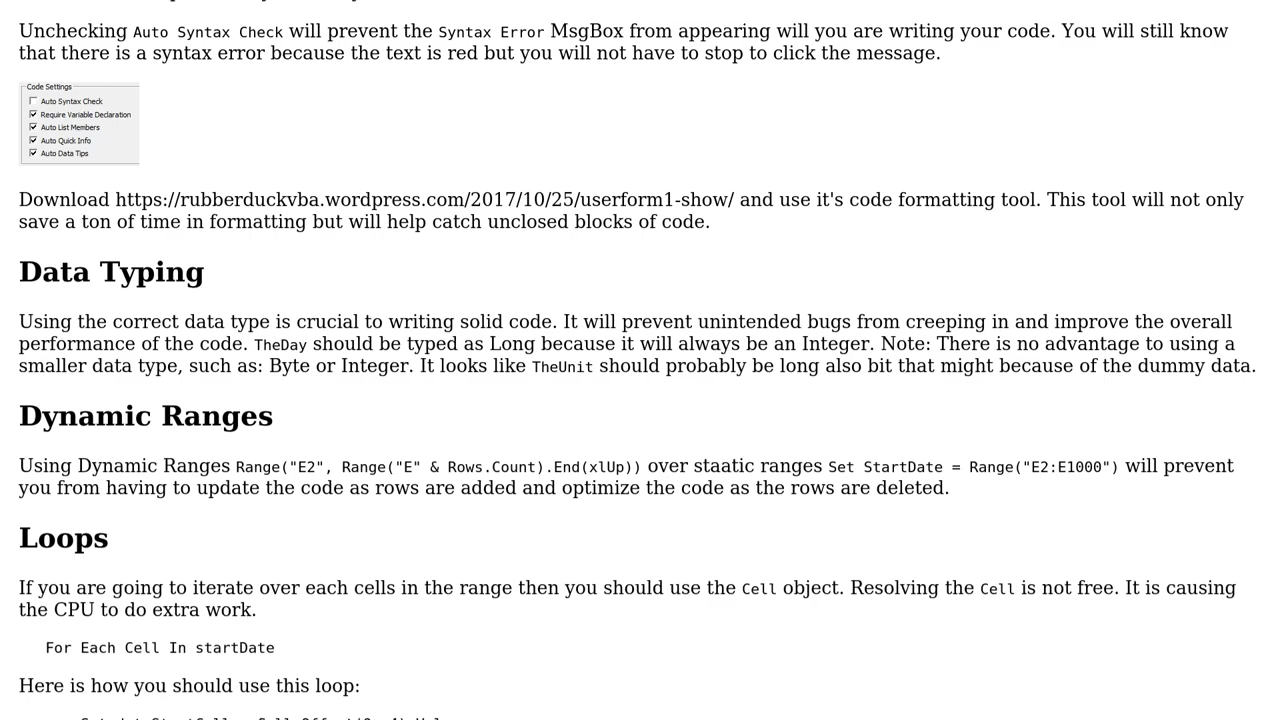 Unchecking Auto Syntax Check will prevent the Syntax Error MsgBox from appearing will you are writing your code. You will still know
that there is a syntax error because the text is red but you will not have to stop to click the message.
Code Settings
Auto Syntax Check
Require Variable Declaration
Auto List Members
Auto Quick Info
Auto Data Tips
Download https://rubberduckvba.wordpress.com/2017/10/25/userform1-show/ and use it's code formatting tool. This tool will not only
save a ton of time in formatting but will help catch unclosed blocks of code.
Data Typing
Using the correct data type is crucial to writing solid code. It will prevent unintended bugs from creeping in and improve the overall
performance of the code. TheDay should be typed as Long because it will always be an Integer. Note: There is no advantage to using a
smaller data type, such as: Byte or Integer. It looks like TheUnit should probably be long also bit that might because of the dummy data.
Dynamic Ranges
Using Dynamic Ranges Range("E2", Range("E" & Rows.Count).End(xlUp)) over staatic ranges Set StartDate = Range("E2:E1000") will prevent
you from having to update the code as rows are added and optimize the code as the rows are deleted.
Loops
If you are going to iterate over each cells in the range then you should use the Cell object. Resolving the Cell is not free. It is causing
the CPU to do extra work.
For Each Cell In startDate
Here is how you should use this loop: